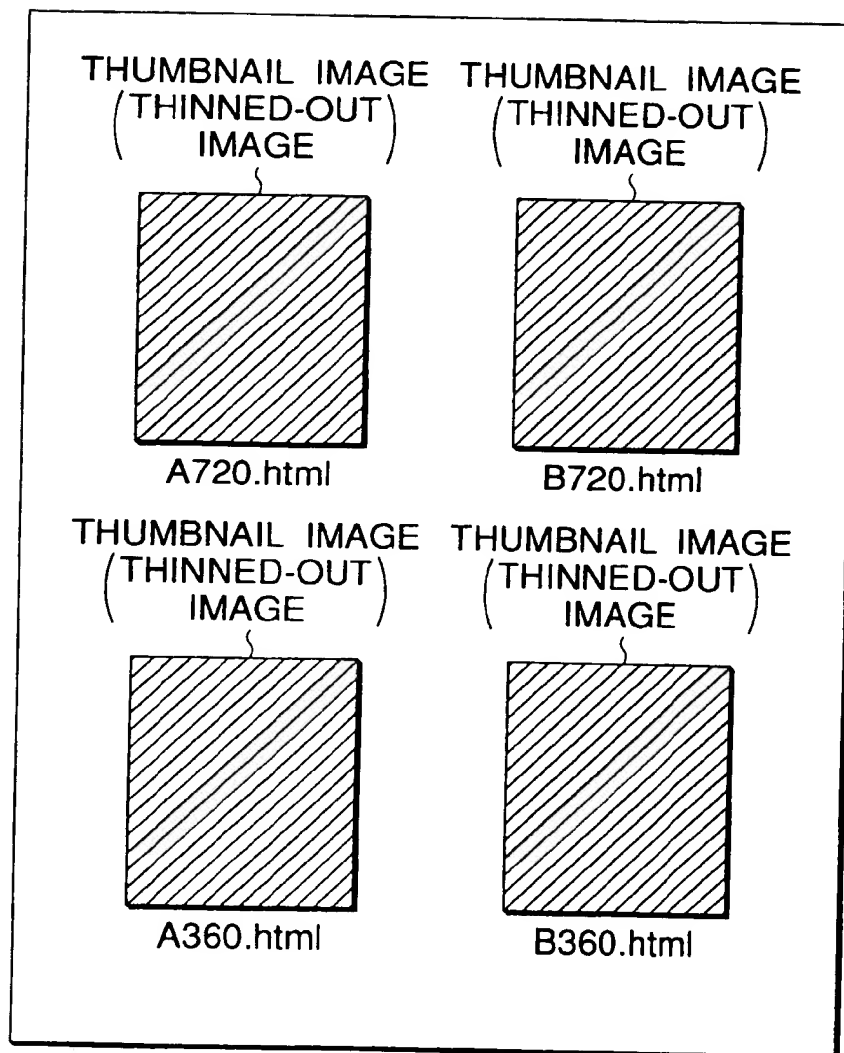 THUMBNAIL IMAGE
(THINNED-OUT
IMAGE)
THUMBNAIL IMAGE
(THINNED-OUT
IMAGE)
A720.html
B720.html
THUMBNAIL IMAGE
(THINNED-OUT
IMAGE)
THUMBNAIL IMAGE
(THINNED-OUT
IMAGE)
A360.html
B360.html